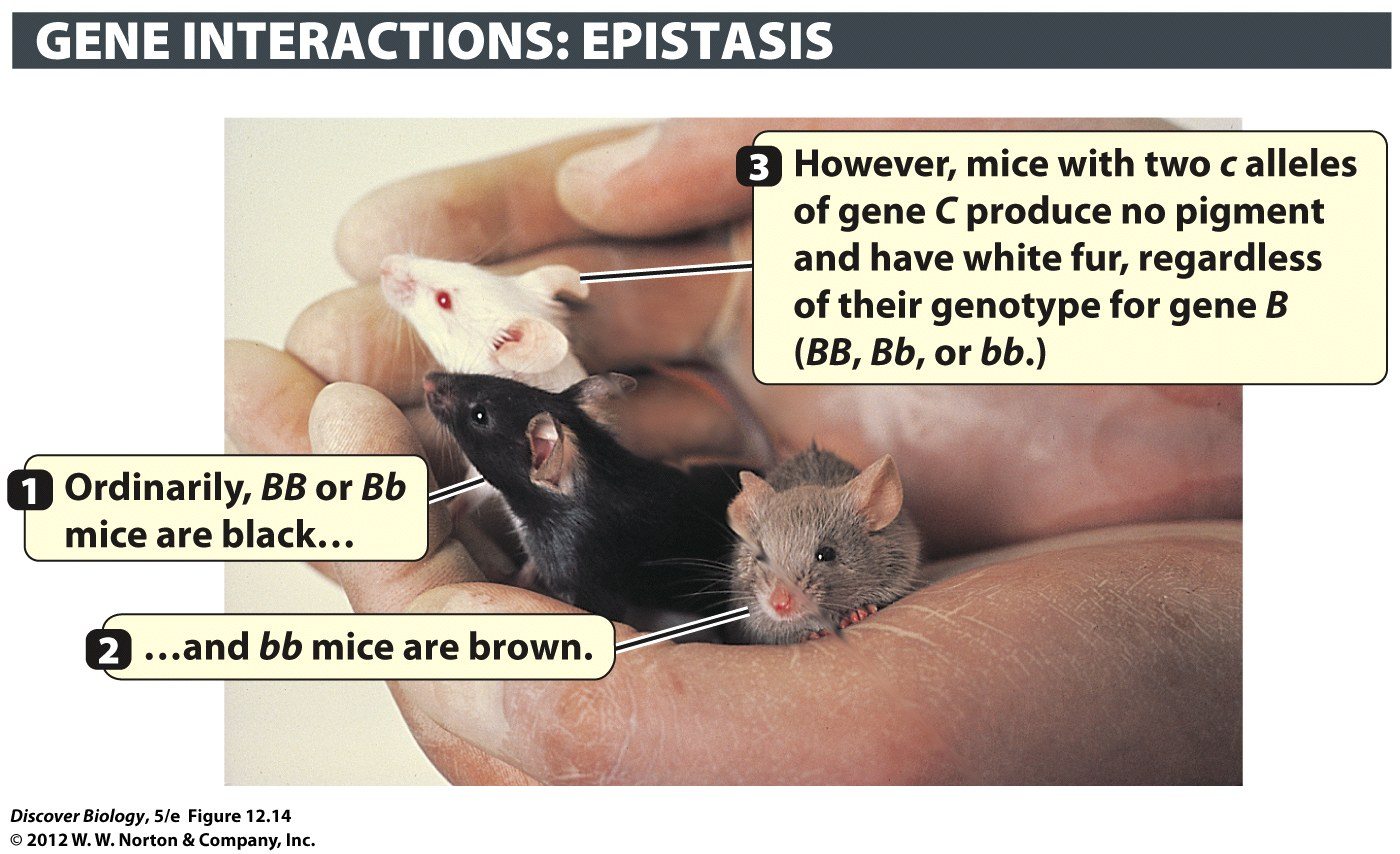 GENE INTERACTIONS: EPISTASIS
3 However, mice with two c alleles
of gene C produce no pigment
and have white fur, regardless
of their genotype for gene B
(BB, Bb, or bb.)
1 Ordinarily, BB or Bb
mice are black…
2 …and bb mice are brown.
Discover Biology, 5/e Figure 12.14
© 2012 W. W. Norton & Company, Inc.